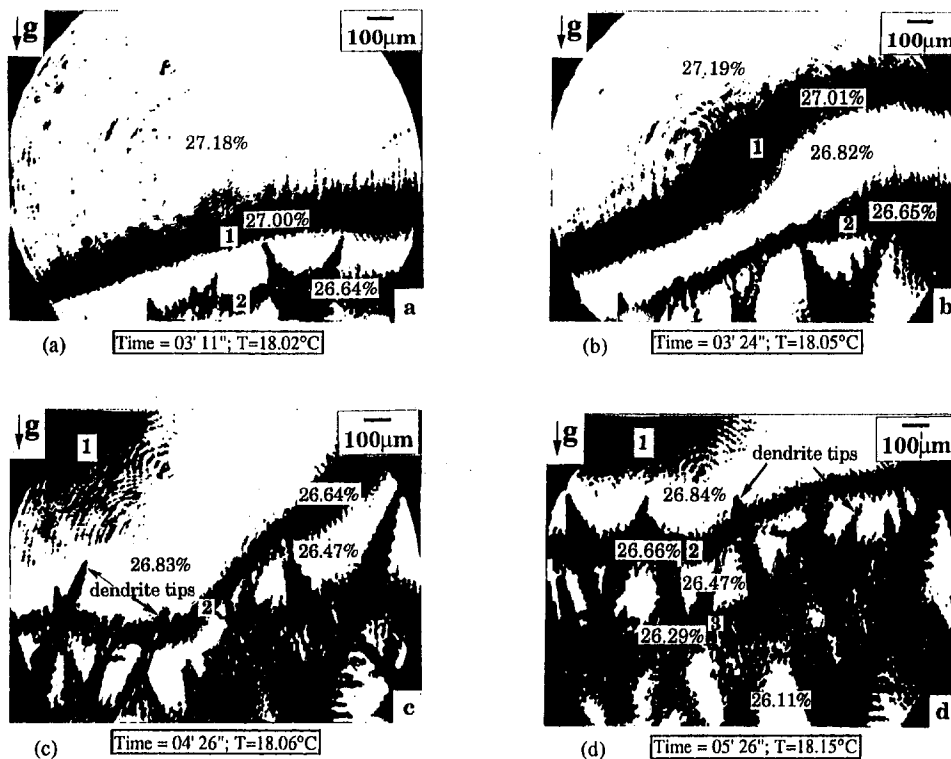 g
100μm
27.18%
27.00%
1
2
26.64%
a
(a)
Time = 03' 11"; T=18.02°C
g
100μm
27.19%
27.01%
1
26.82%
2
26.65%
b
(b)
Time = 03' 24"; T=18.05°C
g
100μm
1
26.64%
26.47%
26.83%
dendrite tips
2
c
(c)
Time = 04' 26"; T=18.06°C
g
100μm
1
dendrite tips
26.84%
26.66%
2
26.47%
26.29%
3
26.11%
d
(d)
Time = 05' 26"; T=18.15°C